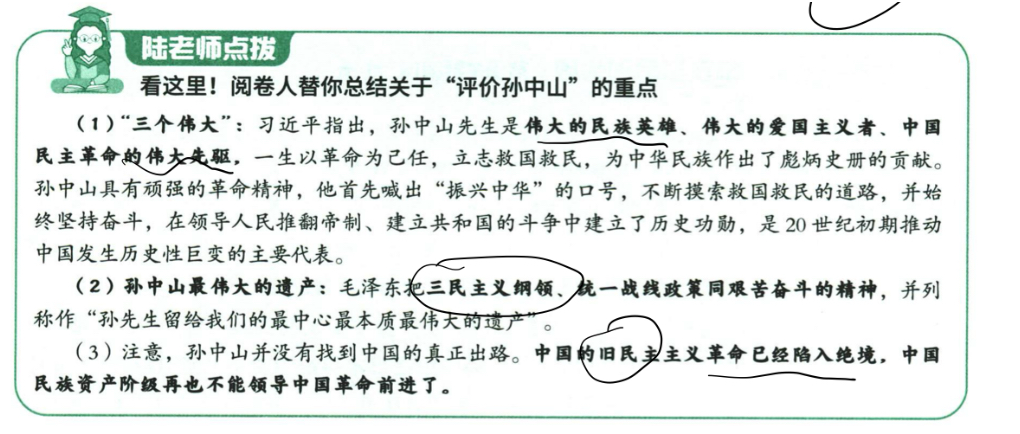 陆老师点拨
看这里！阅卷人替你总结关于“评价孙中山”的重点
（1）“三个伟大”：习近平指出，孙中山先生是伟大的民族英雄、伟大的爱国主义者、中国
民主革命的伟大先驱，一生以革命为己任，立志救国救民，为中华民族作出了彪炳史册的贡献。
孙中山具有顽强的革命精神，他首先喊出“振兴中华”的口号，不断摸索救国救民的道路，并始
终坚持奋斗，在领导人民推翻帝制、建立共和国的斗争中建立了历史功勋，是20世纪初期推动
中国发生历史性巨变的主要代表。
（2）孙中山最伟大的遗产：毛泽东把三民主义纲领、统一战线政策同艰苦奋斗的精神，并列
称作“孙先生留给我们的最中心最本质最伟大的遗产”。
（3）注意，孙中山并没有找到中国的真正出路。中国的旧民主主义革命已经陷入绝境，中国
民族资产阶级再也不能领导中国革命前进了。